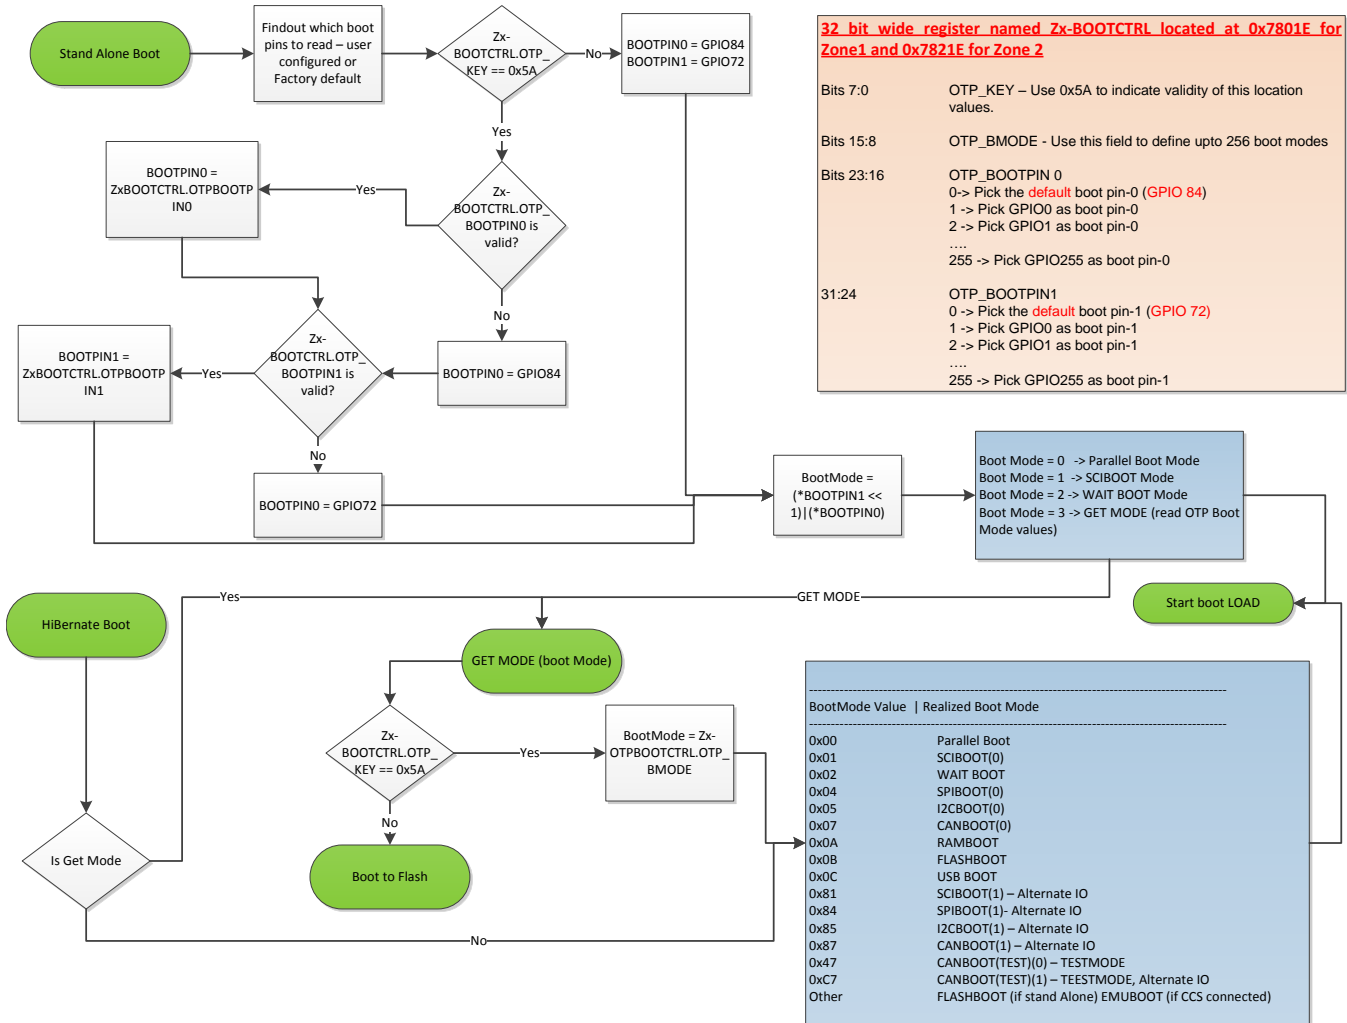 Stand Alone Boot
Findout which boot
pins to read – user
configured or
Factory default
Zx-
BOOTCTRL.OTP_
KEY == 0x5A
No
BOOTPIN0 = GPIO84
BOOTPIN1 = GPIO72
Yes
Zx-
BOOTCTRL.OTP_
BOOTPIN0 is
valid?
Yes
BOOTPIN0 =
ZxBOOTCTRL.OTPBOOTP
IN0
No
BOOTPIN0 = GPIO84
Zx-
BOOTCTRL.OTP_
BOOTPIN1 is
valid?
Yes
BOOTPIN1 =
ZxBOOTCTRL.OTPBOOTP
IN1
No
BOOTPIN0 = GPIO72
32 bit wide register named Zx-BOOTCTRL located at 0x7801E for
Zone1 and 0x7821E for Zone 2
Bits 7:0 OTP_KEY – Use 0x5A to indicate validity of this location
values.
Bits 15:8 OTP_BMODE - Use this field to define upto 256 boot modes
Bits 23:16 OTP_BOOTPIN 0
0-> Pick the default boot pin-0 (GPIO 84)
1 -> Pick GPIO0 as boot pin-0
2 -> Pick GPIO1 as boot pin-0
....
255 -> Pick GPIO255 as boot pin-0
31:24 OTP_BOOTPIN1
0 -> Pick the default boot pin-1 (GPIO 72)
1 -> Pick GPIO0 as boot pin-1
2 -> Pick GPIO1 as boot pin-1
....
255 -> Pick GPIO255 as boot pin-1
BootMode =
(*BOOTPIN1 <<
1)|(*BOOTPIN0)
Boot Mode = 0 -> Parallel Boot Mode
Boot Mode = 1 -> SCIBOOT Mode
Boot Mode = 2 -> WAIT BOOT Mode
Boot Mode = 3 -> GET MODE (read OTP Boot
Mode values)
GET MODE
Start boot LOAD
HiBernate Boot
Yes
GET MODE (boot Mode)
Zx-
BOOTCTRL.OTP_
KEY == 0x5A
Yes
BootMode = Zx-
OTPBOOTCTRL.OTP_
BMODE
No
Boot to Flash
Is Get Mode
No
--------------------------------------------------------------------------------
BootMode Value | Realized Boot Mode
--------------------------------------------------------------------------------
0x00 Parallel Boot
0x01 SCIBOOT(0)
0x02 WAIT BOOT
0x04 SPIBOOT(0)
0x05 I2CBOOT(0)
0x07 CANBOOT(0)
0x0A RAMBOOT
0x0B FLASHBOOT
0x0C USB BOOT
0x81 SCIBOOT(1) – Alternate IO
0x84 SPIBOOT(1)- Alternate IO
0x85 I2CBOOT(1) – Alternate IO
0x87 CANBOOT(1) – Alternate IO
0x47 CANBOOT(TEST)(0) – TESTMODE
0xC7 CANBOOT(TEST)(1) – TEESTMODE, Alternate IO
Other FLASHBOOT (if stand Alone) EMUBOOT (if CCS connected)